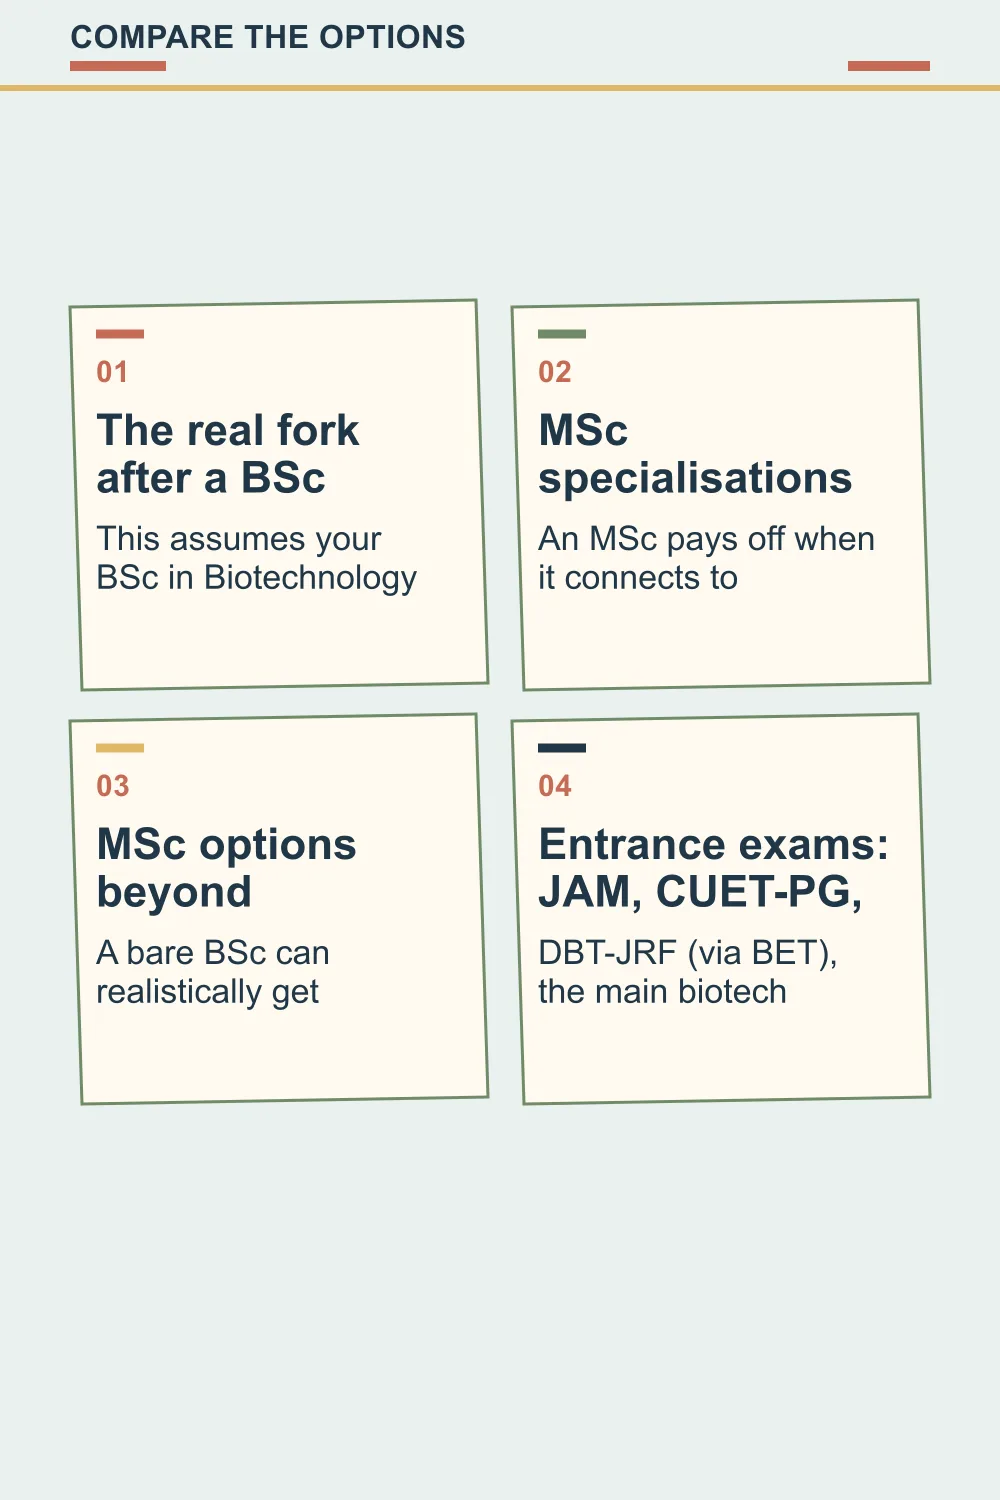 COMPARE THE OPTIONS
01
The real fork
after a BSc
This assumes your
BSc in Biotechnology
02
MSc
specialisations
An MSc pays off when
it connects to
03
MSc options
beyond
A bare BSc can
realistically get
04
Entrance exams:
JAM, CUET-PG,
DBT-JRF (via BET),
the main biotech